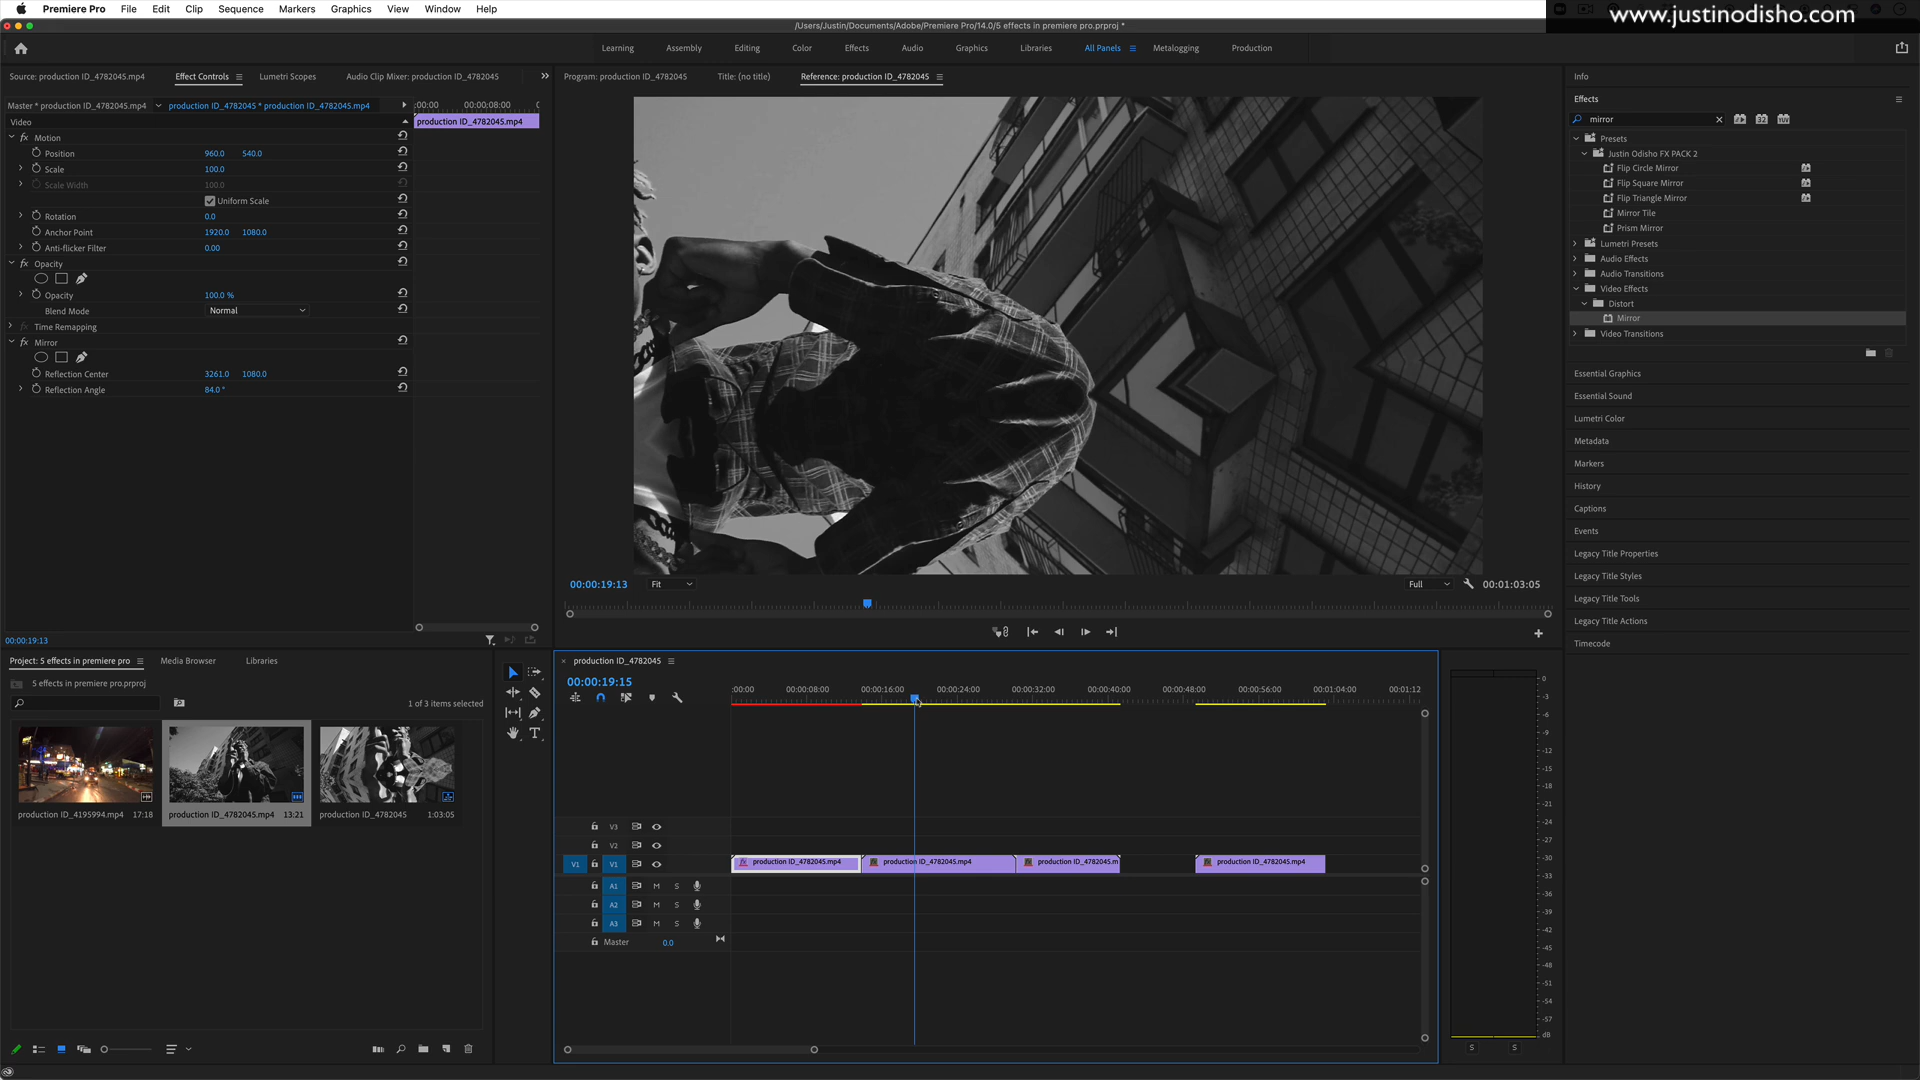 Premiere Pro File Edit Clip Sequence Markers Graphics View Window Help
www.justinodisho.com
/Users/Justin/Documents/Adobe/Premiere Pro/14.0/5 effects in premiere pro.prproj *
Learning Assembly Editing Color Effects Audio Graphics Libraries All Panels Metalogging Production
Source: production ID_4782045.mp4 Effect Controls Lumetri Scopes Audio Clip Mixer: production ID_4782045
Program: production ID_4782045 Title: (no title) Reference: production ID_4782045
Master * production ID_4782045.mp4 production ID_4782045 * production ID_4782045.mp4
:00:00 00:00:08:00
Video
production ID_4782045.mp4
fx Motion
Position 960.0 540.0
Scale 100.0
Scale Width 100.0
Uniform Scale
Rotation 0.0
Anchor Point 1920.0 1080.0
Anti-flicker Filter 0.00
fx Opacity
Opacity 100.0 %
Blend Mode Normal
fx Time Remapping
fx Mirror
Reflection Center 3261.0 1080.0
Reflection Angle 84.0 °
00:00:19:13
00:00:19:13 Fit Full 00:01:03:05
Info
Effects
mirror
Presets
Justin Odisho FX PACK 2
Flip Circle Mirror
Flip Square Mirror
Flip Triangle Mirror
Mirror Tile
Prism Mirror
Lumetri Presets
Audio Effects
Audio Transitions
Video Effects
Distort
Mirror
Video Transitions
Essential Graphics
Essential Sound
Lumetri Color
Metadata
Markers
History
Captions
Events
Legacy Title Properties
Legacy Title Styles
Legacy Title Tools
Legacy Title Actions
Timecode
Project: 5 effects in premiere pro Media Browser Libraries
5 effects in premiere pro.prproj
1 of 3 items selected
production ID_4195994.mp4 17:18
production ID_4782045.mp4 13:21
production ID_4782045 1:03:05
production ID_4782045
00:00:19:15
:00:00 00:00:08:00 00:00:16:00 00:00:24:00 00:00:32:00 00:00:40:00 00:00:48:00 00:00:56:00 00:01:04:00 00:01:12
V3
V2
V1 V1
production ID_4782045.mp4 production ID_4782045.mp4 production ID_4782045.m production ID_4782045.mp4
A1 M S
A2 M S
A3 M S
Master 0.0
0
-3
-6
-9
-12
-15
-18
-21
-24
-27
-30
-33
-36
-39
-42
-45
-48
-51
-54
-57
dB
S S